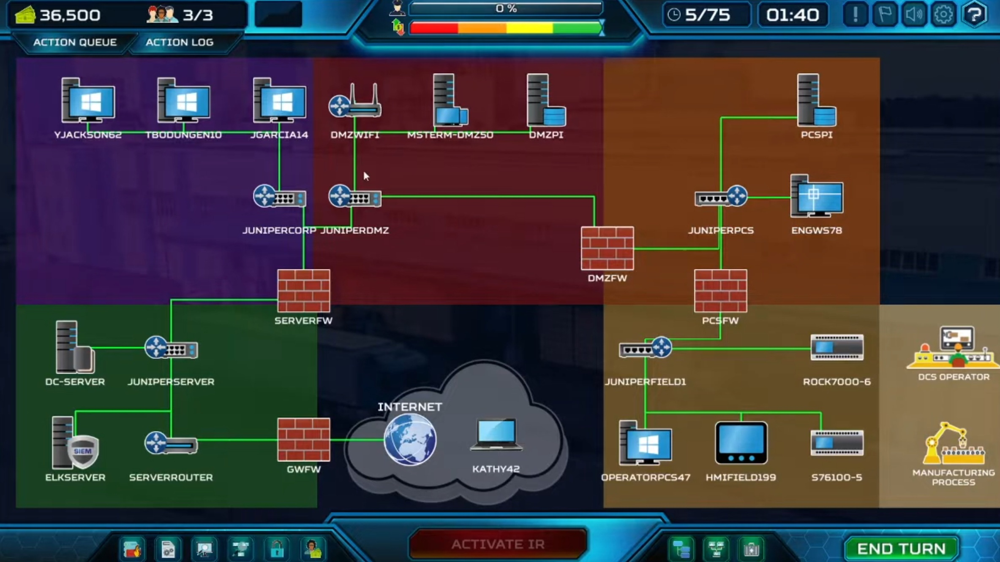 36,500
3/3
0 %
5/75
01:40
ACTION QUEUE
ACTION LOG
YJACKSON62
TBODUNGEN10
JGARCIA14
DMZWIFI
MSTERM-DMZ50
DMZPI
PCSPI
JUNIPERCORP
JUNIPERDMZ
JUNIPERPCS
ENGWS78
DMZFW
SERVERFW
PCSFW
DC-SERVER
JUNIPERSERVER
JUNIPERFIELD1
ROCK7000-6
DCS OPERATOR
INTERNET
SIEM
ELKSERVER
SERVERROUTER
GWFW
KATHY42
OPERATORPCS47
HMIFIELD199
S76100-5
MANUFACTURING
PROCESS
ACTIVATE IR
END TURN